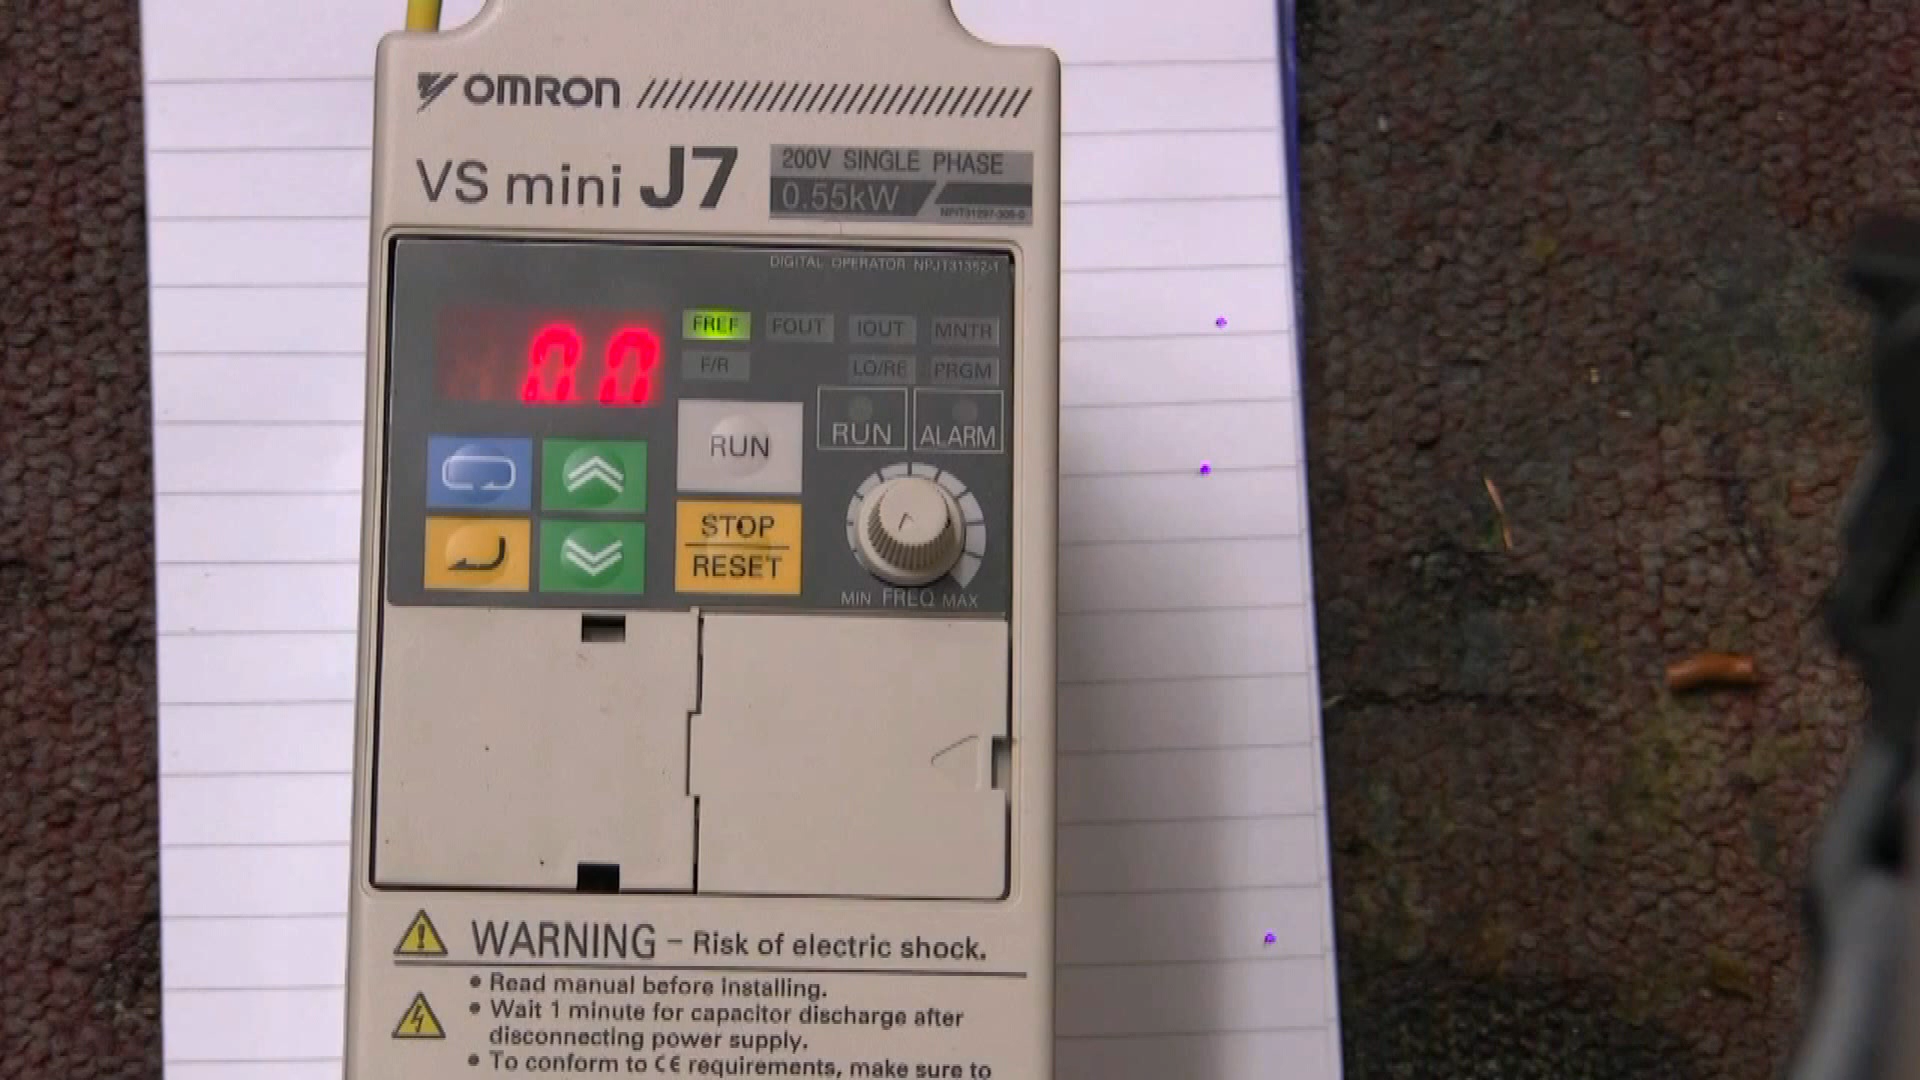 OMRON
VS mini J7
200V SINGLE PHASE
0.55kW
DIGITAL OPERATOR NPJT31352-1
0.0
FREF FOUT IOUT MNTR
F/R LO/RE PRGM
RUN
RUN ALARM
STOP
RESET
MIN FREQ MAX
WARNING – Risk of electric shock.
• Read manual before installing.
• Wait 1 minute for capacitor discharge after
disconnecting power supply.
• To conform to CE requirements, make sure to